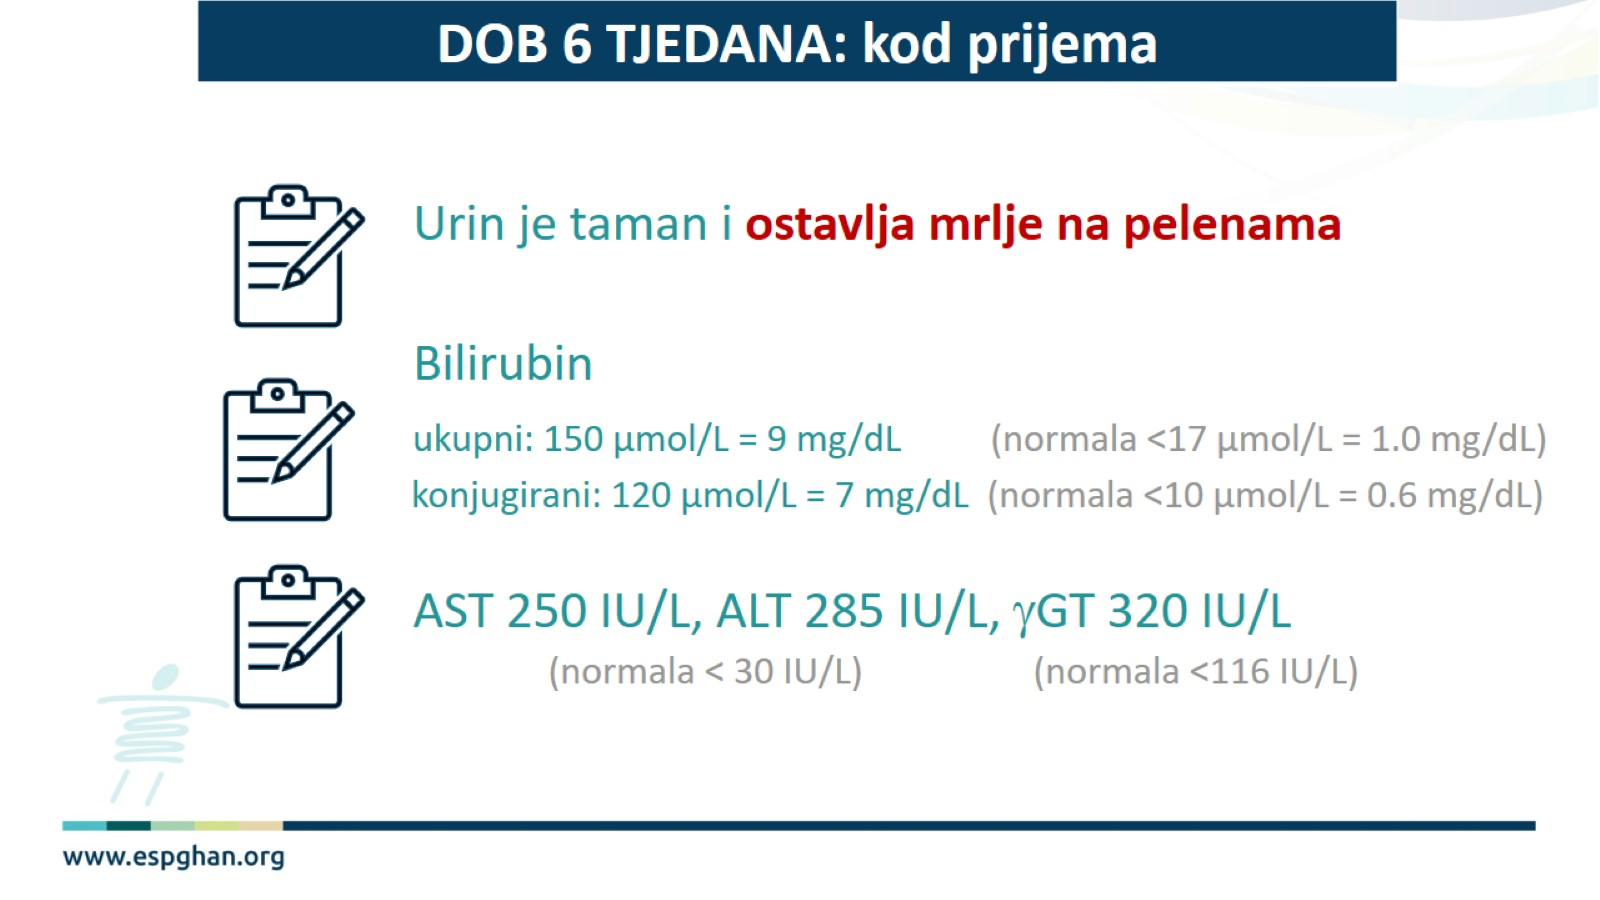 DOB 6 TJEDANA: kod prijema
Urin je taman i ostavlja mrlje na pelenama
Bilirubin
ukupni: 150 μmol/L = 9 mg/dL (normala <17 μmol/L = 1.0 mg/dL)
konjugirani: 120 μmol/L = 7 mg/dL (normala <10 μmol/L = 0.6 mg/dL)
AST 250 IU/L, ALT 285 IU/L, γGT 320 IU/L
(normala < 30 IU/L) (normala <116 IU/L)
www.espghan.org